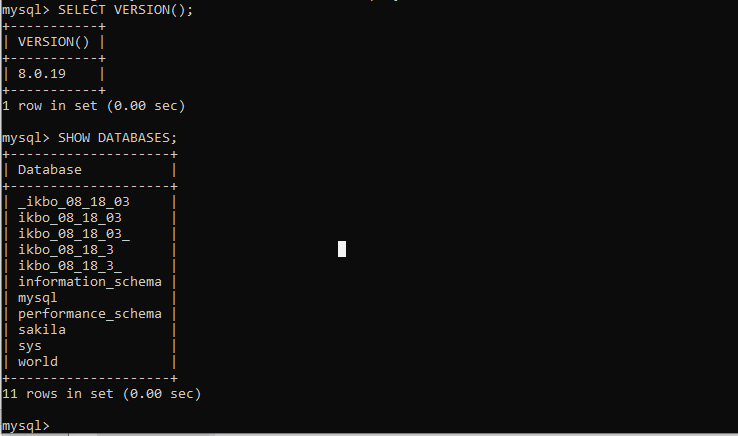 mysql> SELECT VERSION();
+-----------+
| VERSION() |
+-----------+
| 8.0.19    |
+-----------+
1 row in set (0.00 sec)

mysql> SHOW DATABASES;
+--------------------+
| Database           |
+--------------------+
| _ikbo_08_18_03     |
| ikbo_08_18_03      |
| ikbo_08_18_03_     |
| ikbo_08_18_3       |
| ikbo_08_18_3_      |
| information_schema |
| mysql              |
| performance_schema |
| sakila             |
| sys                |
| world              |
+--------------------+
11 rows in set (0.00 sec)

mysql>